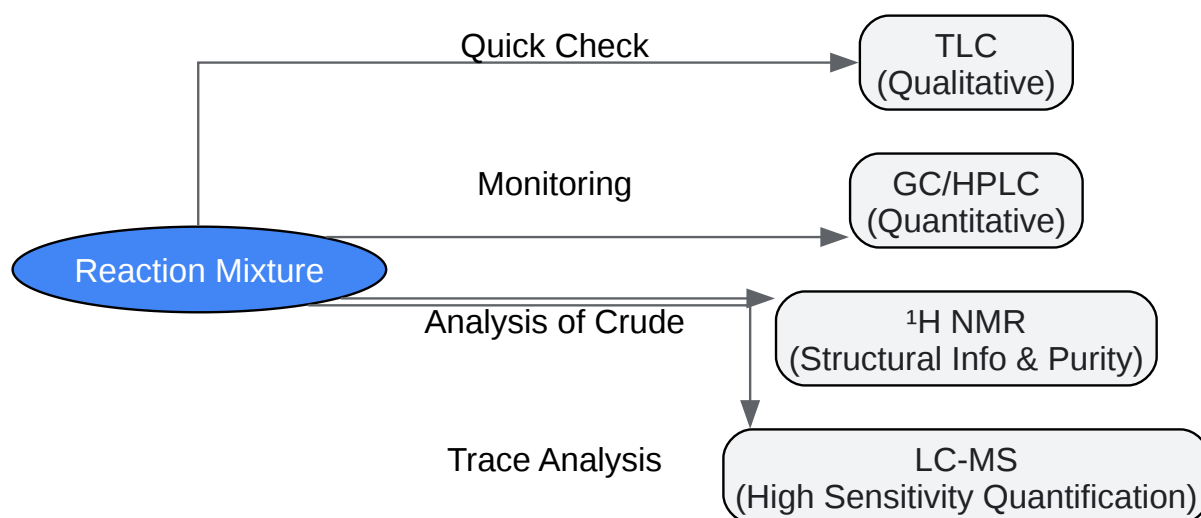 Quick Check
TLC
(Qualitative)
Monitoring
GC/HPLC
(Quantitative)
Reaction Mixture
Analysis of Crude
¹H NMR
(Structural Info & Purity)
Trace Analysis
LC-MS
(High Sensitivity Quantification)